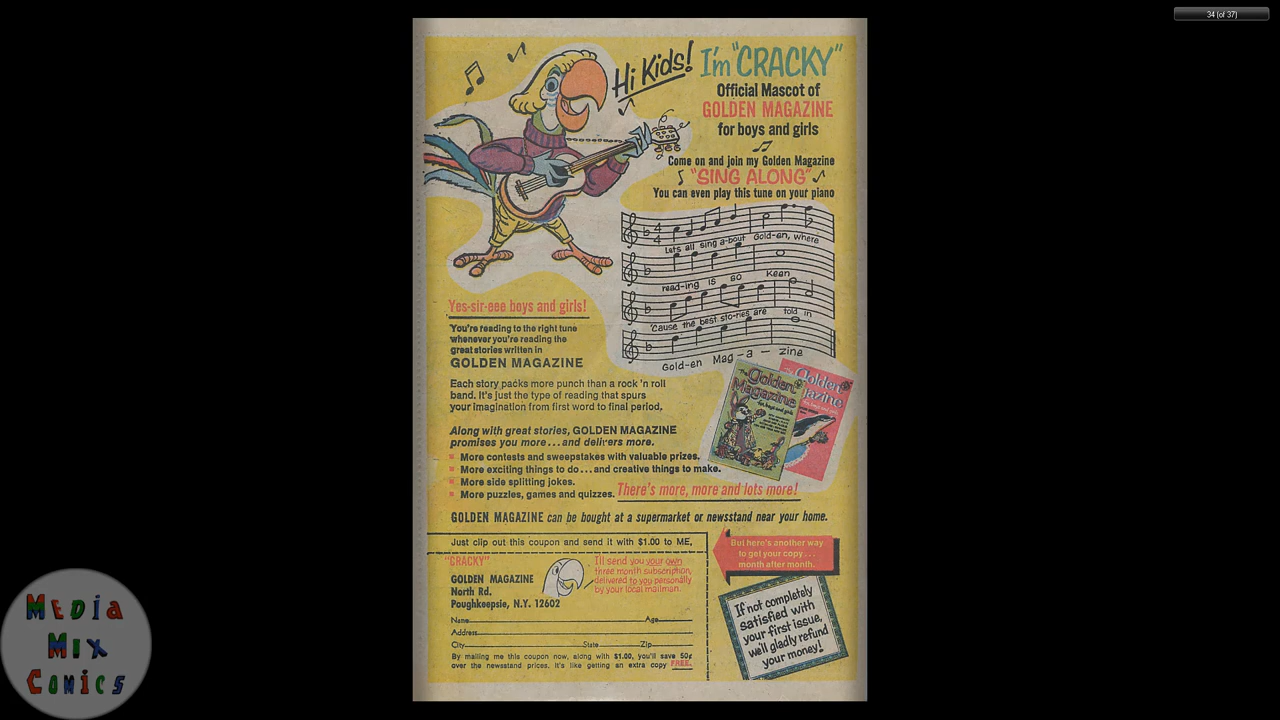 34 (of 37)
Hi Kids! I'm "CRACKY"
Official Mascot of
GOLDEN MAGAZINE
for boys and girls
Come on and join my Golden Magazine
"SING ALONG"
You can even play this tune on your piano
Lets all sing a-bout Gold-en, where
read-ing is so keen
'Cause the best sto-ries are told in
Gold-en Mag-a-zine
Yes-sir-eee boys and girls!
You're reading to the right tune
whenever you're reading the
great stories written in
GOLDEN MAGAZINE
Each story packs more punch than a rock 'n roll
band. It's just the type of reading that spurs
your imagination from first word to final period.
Along with great stories, GOLDEN MAGAZINE
promises you more...and delivers more.
More contests and sweepstakes with valuable prizes.
More exciting things to do...and creative things to make.
More side splitting jokes.
More puzzles, games and quizzes. There's more, more and lots more!
Golden Magazine
for boys and girls
Golden
GOLDEN MAGAZINE can be bought at a supermarket or newsstand near your home.
Just clip out this coupon and send it with $1.00 to ME,
"CRACKY"
GOLDEN MAGAZINE
North Rd.
Poughkeepsie, N.Y. 12602
I'll send you your own
three month subscription,
delivered to you personally
by your local mailman.
Name Age
Address
City State Zip
By mailing me this coupon now, along with $1.00, you'll save 50¢
over the newsstand prices. It's like getting an extra copy FREE.
But here's another way
to get your copy...
month after month.
If not completely
satisfied with
your first issue,
we'll gladly refund
your money!
MEDIA
MIX
COMICS